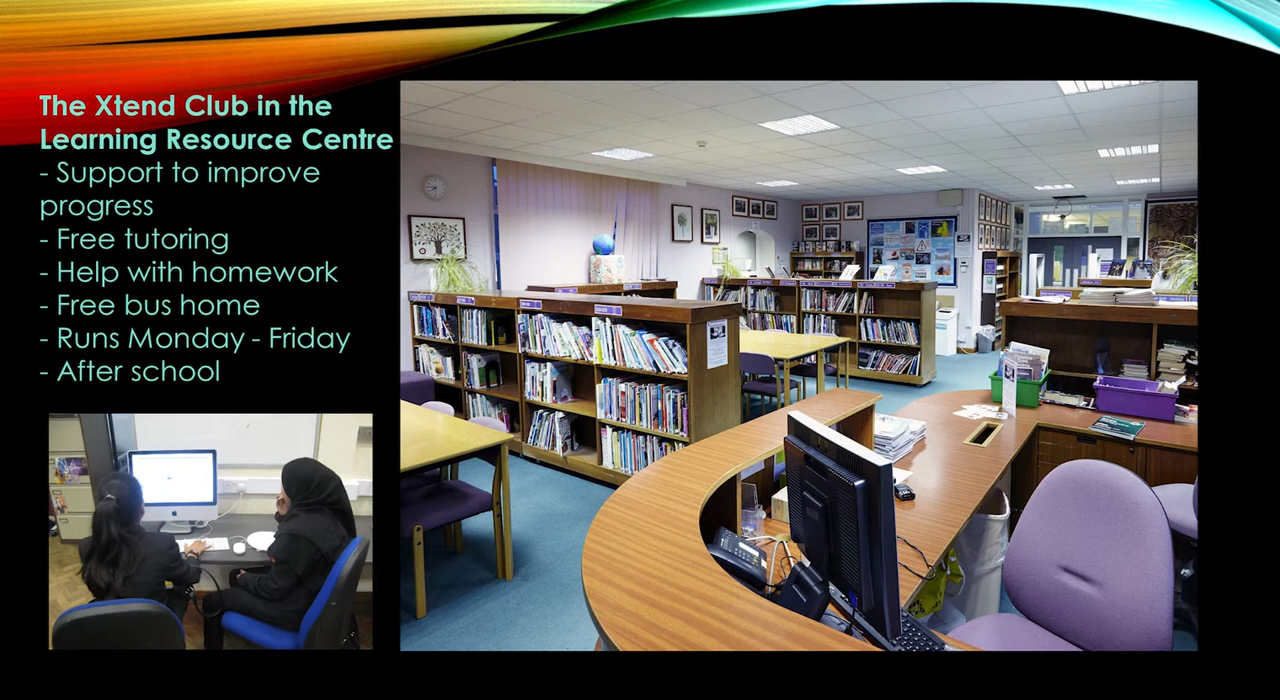 The Xtend Club in the
Learning Resource Centre
- Support to improve
progress
- Free tutoring
- Help with homework
- Free bus home
- Runs Monday - Friday
- After school